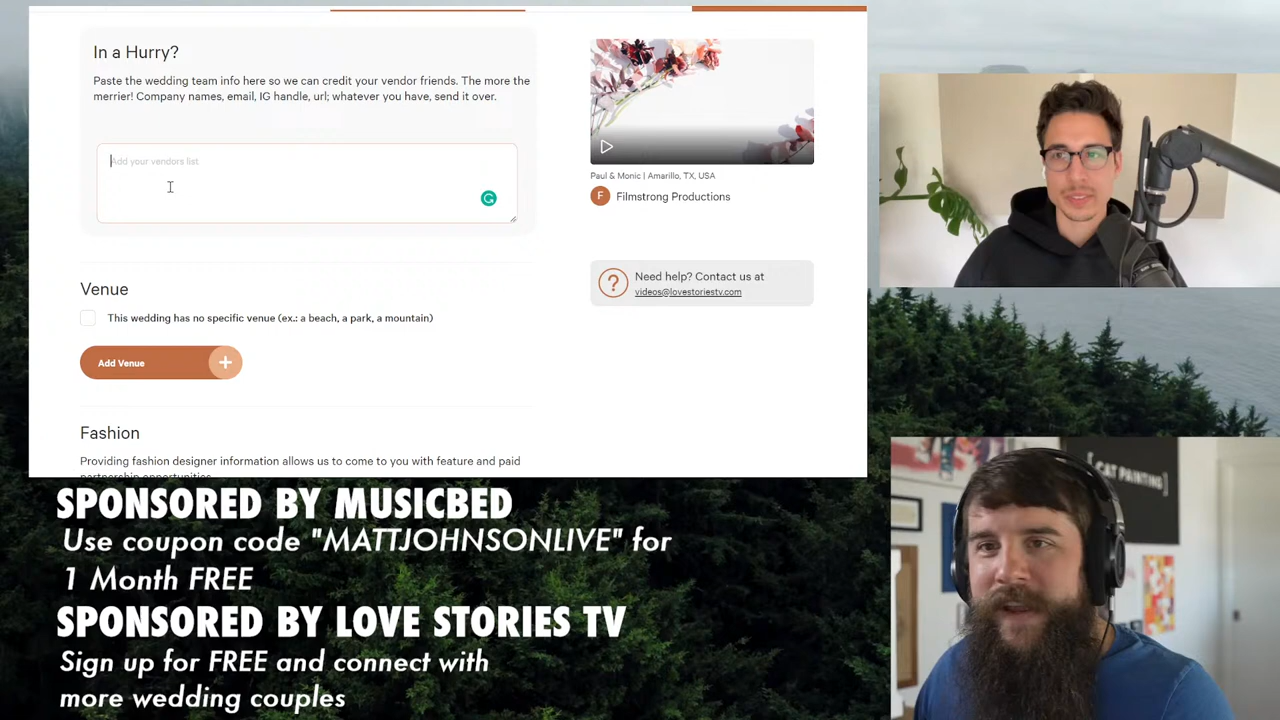 In a Hurry?
Paste the wedding team info here so we can credit your vendor friends. The more the
merrier! Company names, email, IG handle, url; whatever you have, send it over.
Add your vendors list
Venue
This wedding has no specific venue (ex.: a beach, a park, a mountain)
Add Venue +
Fashion
Providing fashion designer information allows us to come to you with feature and paid
partnership opportunities.
Paul & Monic | Amarillo, TX, USA
F Filmstrong Productions
? Need help? Contact us at
videos@lovestoriestv.com
[CAT PAINTING]
SPONSORED BY MUSICBED
Use coupon code "MATTJOHNSONLIVE" for
1 Month FREE
SPONSORED BY LOVE STORIES TV
Sign up for FREE and connect with
more wedding couples